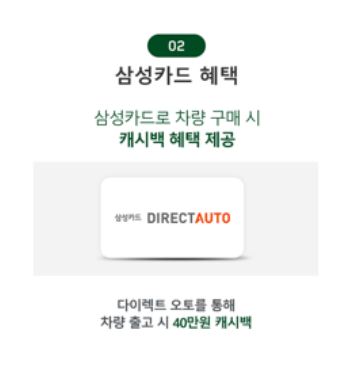 02
삼성카드 혜택
삼성카드로 차량 구매 시
캐시백 혜택 제공
삼성카드 DIRECTAUTO
다이렉트 오토를 통해
차량 출고 시 40만원 캐시백